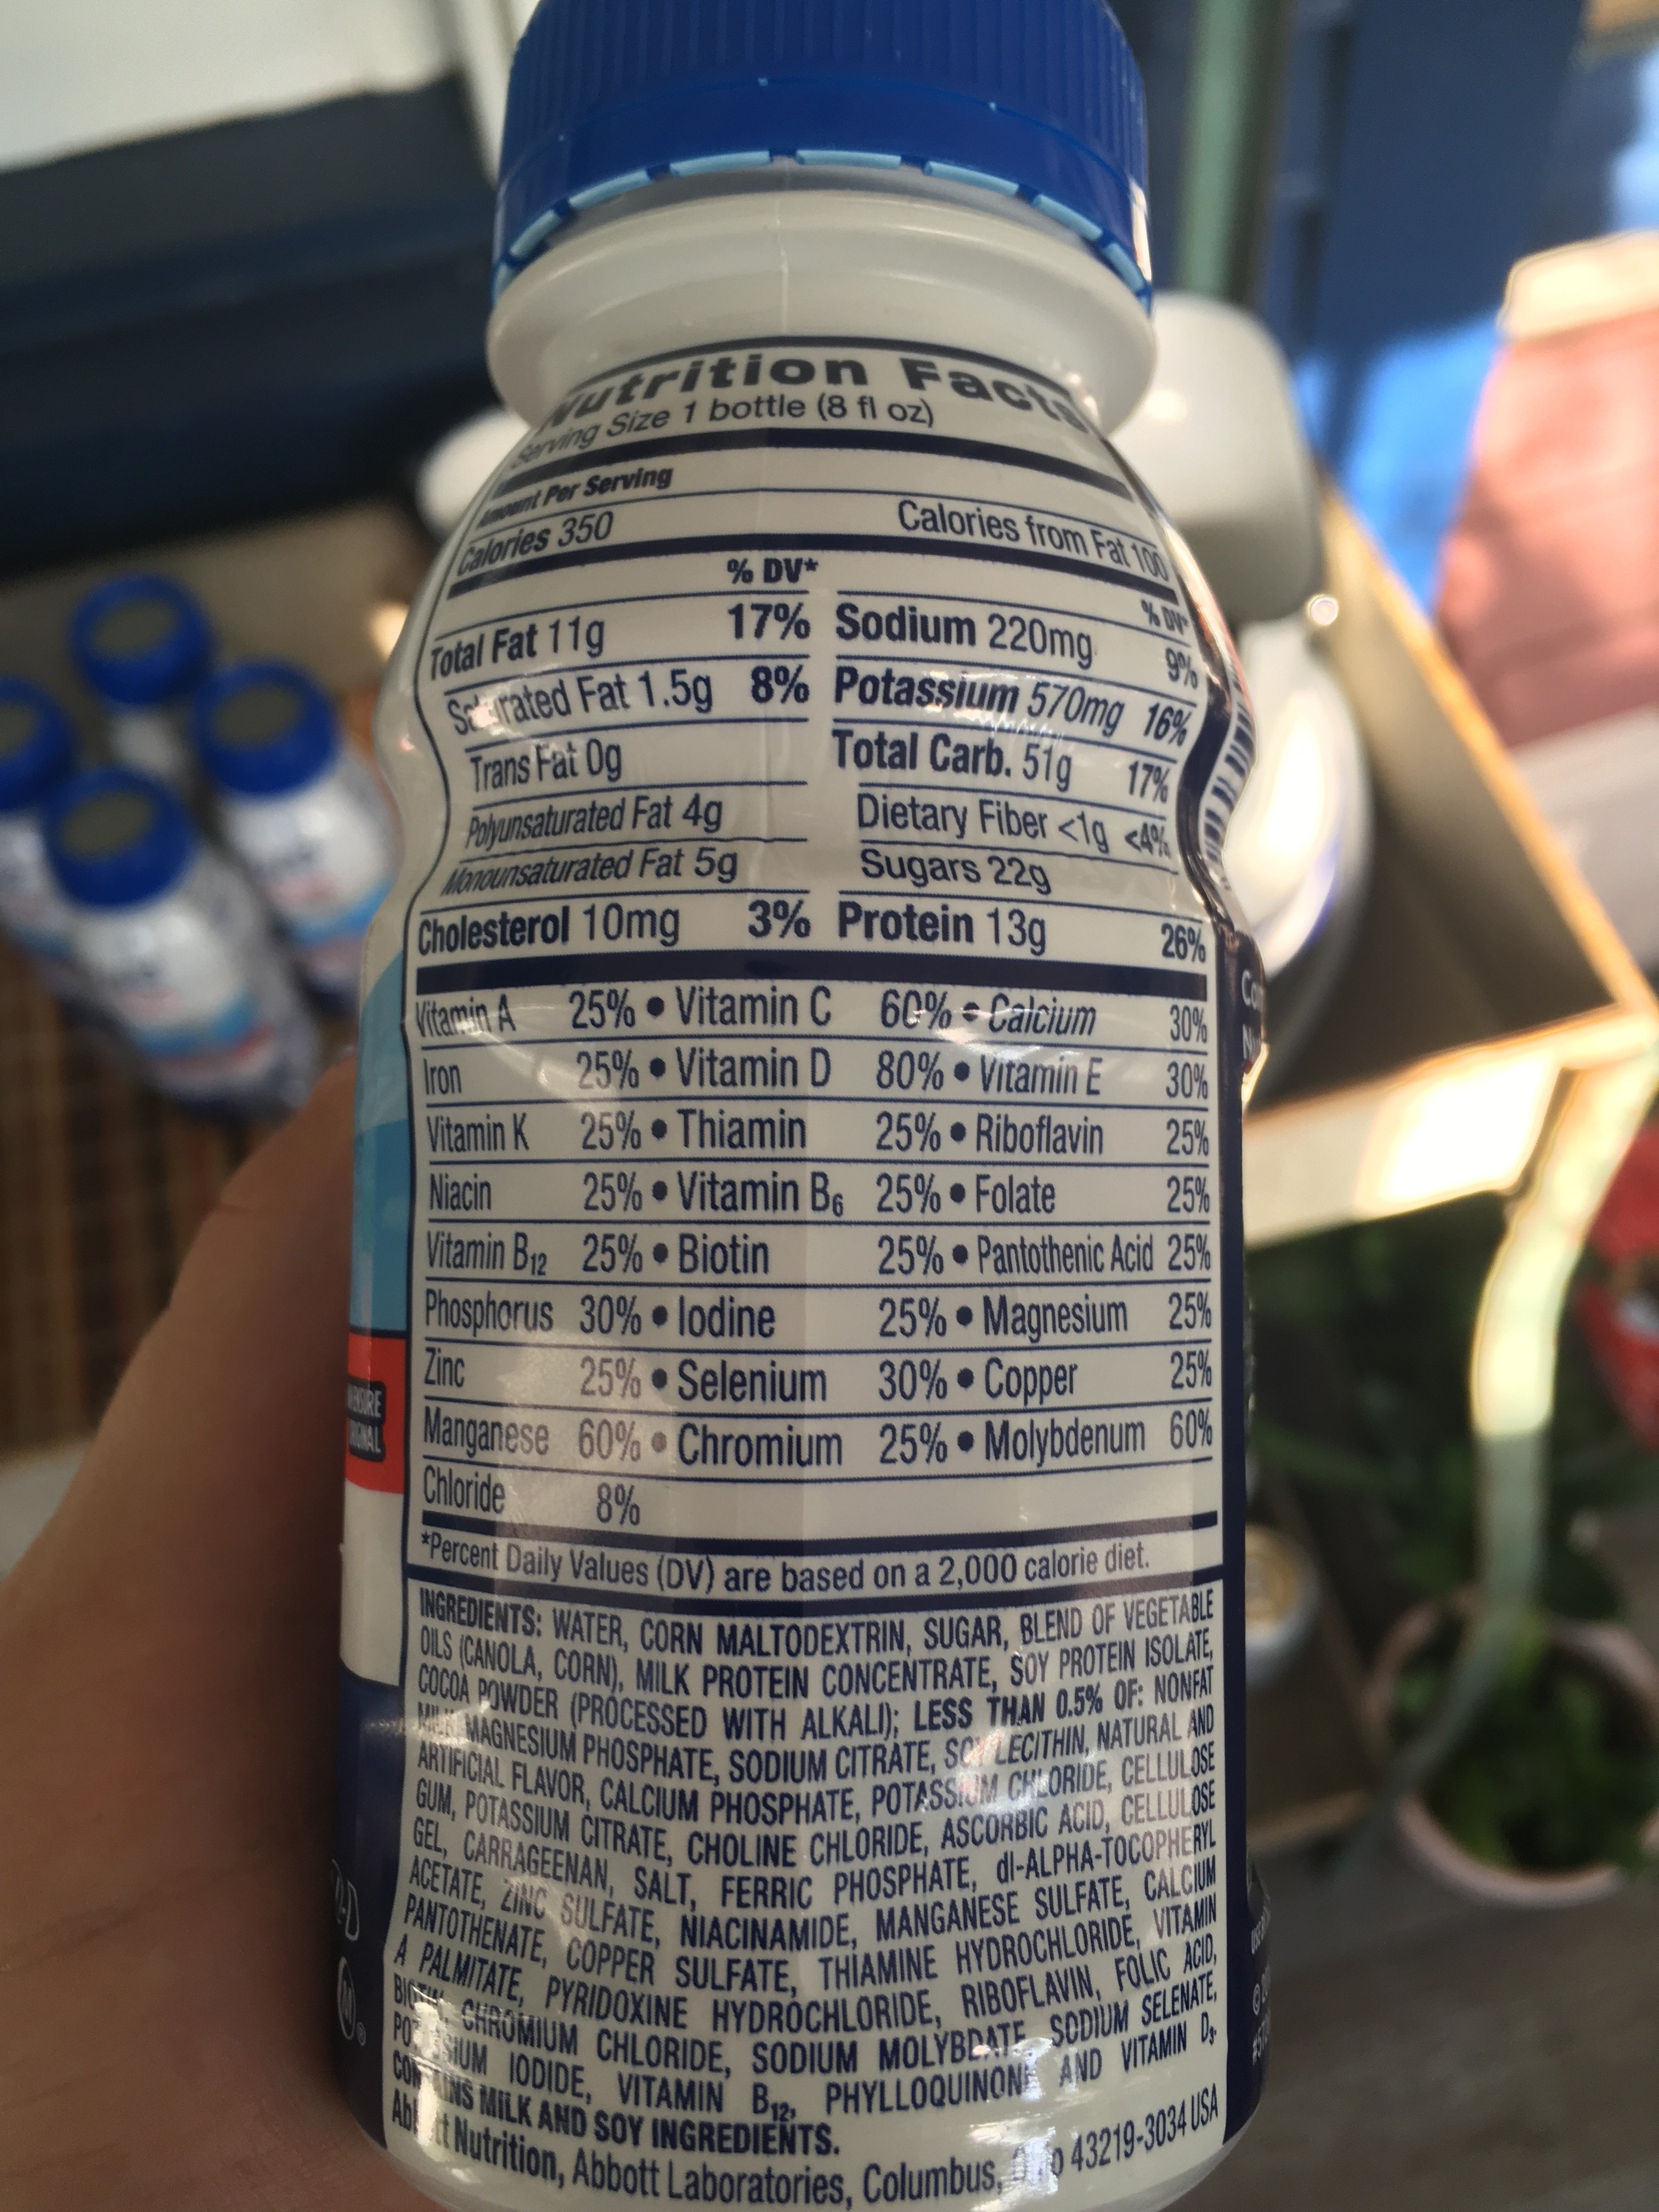 Nutrition Facts
Serving Size 1 bottle (8 fl oz)
Amount Per Serving
Calories 350 Calories from Fat 100
% DV* % DV*
Total Fat 11g 17% Sodium 220mg 9%
Saturated Fat 1.5g 8% Potassium 570mg 16%
Trans Fat 0g Total Carb. 51g 17%
Polyunsaturated Fat 4g Dietary Fiber <1g <4%
Monounsaturated Fat 5g Sugars 22g
Cholesterol 10mg 3% Protein 13g 26%
Vitamin A 25% • Vitamin C 60% • Calcium 30%
Iron 25% • Vitamin D 80% • Vitamin E 30%
Vitamin K 25% • Thiamin 25% • Riboflavin 25%
Niacin 25% • Vitamin B6 25% • Folate 25%
Vitamin B12 25% • Biotin 25% • Pantothenic Acid 25%
Phosphorus 30% • Iodine 25% • Magnesium 25%
Zinc 25% • Selenium 30% • Copper 25%
Manganese 60% • Chromium 25% • Molybdenum 60%
Chloride 8%
*Percent Daily Values (DV) are based on a 2,000 calorie diet.
INGREDIENTS: WATER, CORN MALTODEXTRIN, SUGAR, BLEND OF VEGETABLE
OILS (CANOLA, CORN), MILK PROTEIN CONCENTRATE, SOY PROTEIN ISOLATE,
COCOA POWDER (PROCESSED WITH ALKALI); LESS THAN 0.5% OF: NONFAT
MILK, MAGNESIUM PHOSPHATE, SODIUM CITRATE, SOY LECITHIN, NATURAL AND
ARTIFICIAL FLAVOR, CALCIUM PHOSPHATE, POTASSIUM CHLORIDE, CELLULOSE
GUM, POTASSIUM CITRATE, CHOLINE CHLORIDE, ASCORBIC ACID, CELLULOSE
GEL, CARRAGEENAN, SALT, FERRIC PHOSPHATE, dl-ALPHA-TOCOPHERYL
ACETATE, ZINC SULFATE, NIACINAMIDE, MANGANESE SULFATE, CALCIUM
PANTOTHENATE, COPPER SULFATE, THIAMINE HYDROCHLORIDE, VITAMIN
A PALMITATE, PYRIDOXINE HYDROCHLORIDE, RIBOFLAVIN, FOLIC ACID,
BIOTIN, CHROMIUM CHLORIDE, SODIUM MOLYBDATE, SODIUM SELENATE,
POTASSIUM IODIDE, VITAMIN B12, PHYLLOQUINONE AND VITAMIN D3.
CONTAINS MILK AND SOY INGREDIENTS.
Abbott Nutrition, Abbott Laboratories, Columbus, Ohio 43219-3034 USA